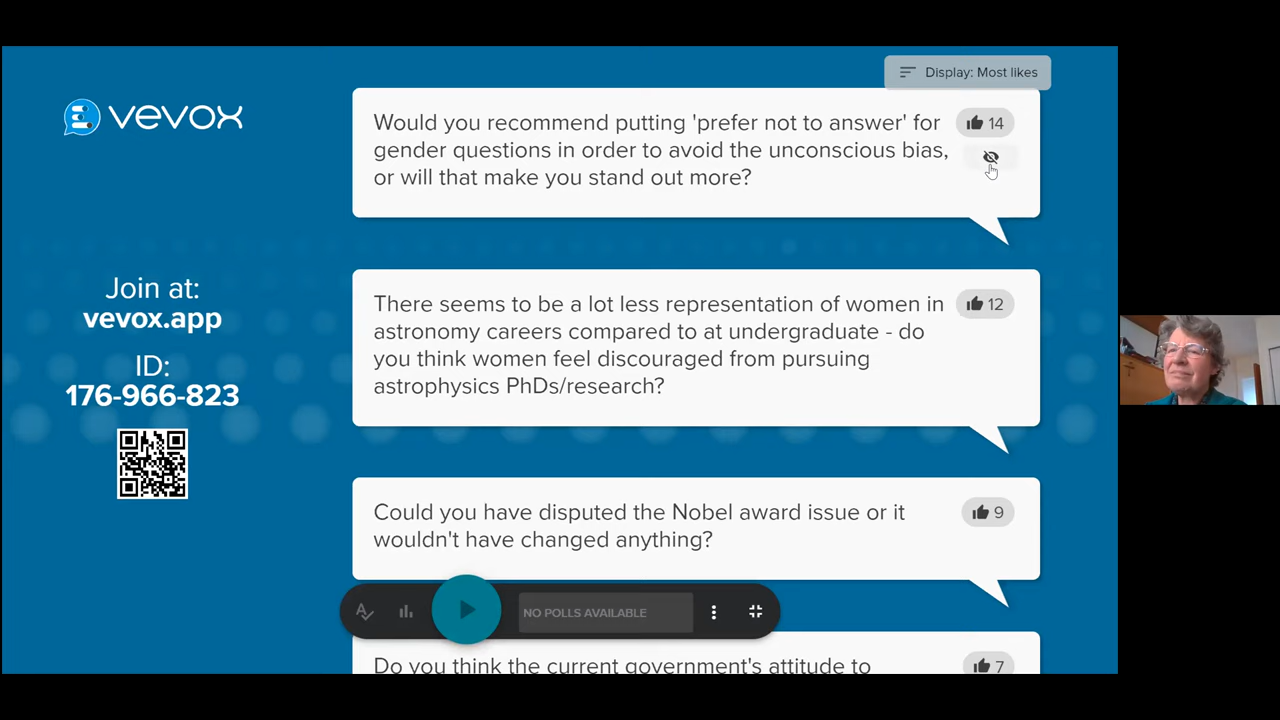 Display: Most likes
vevox
Would you recommend putting 'prefer not to answer' for
gender questions in order to avoid the unconscious bias,
or will that make you stand out more?
14
Join at:
vevox.app
ID:
176-966-823
There seems to be a lot less representation of women in
astronomy careers compared to at undergraduate - do
you think women feel discouraged from pursuing
astrophysics PhDs/research?
12
Could you have disputed the Nobel award issue or it
wouldn't have changed anything?
9
NO POLLS AVAILABLE
Do you think the current government's attitude to
7